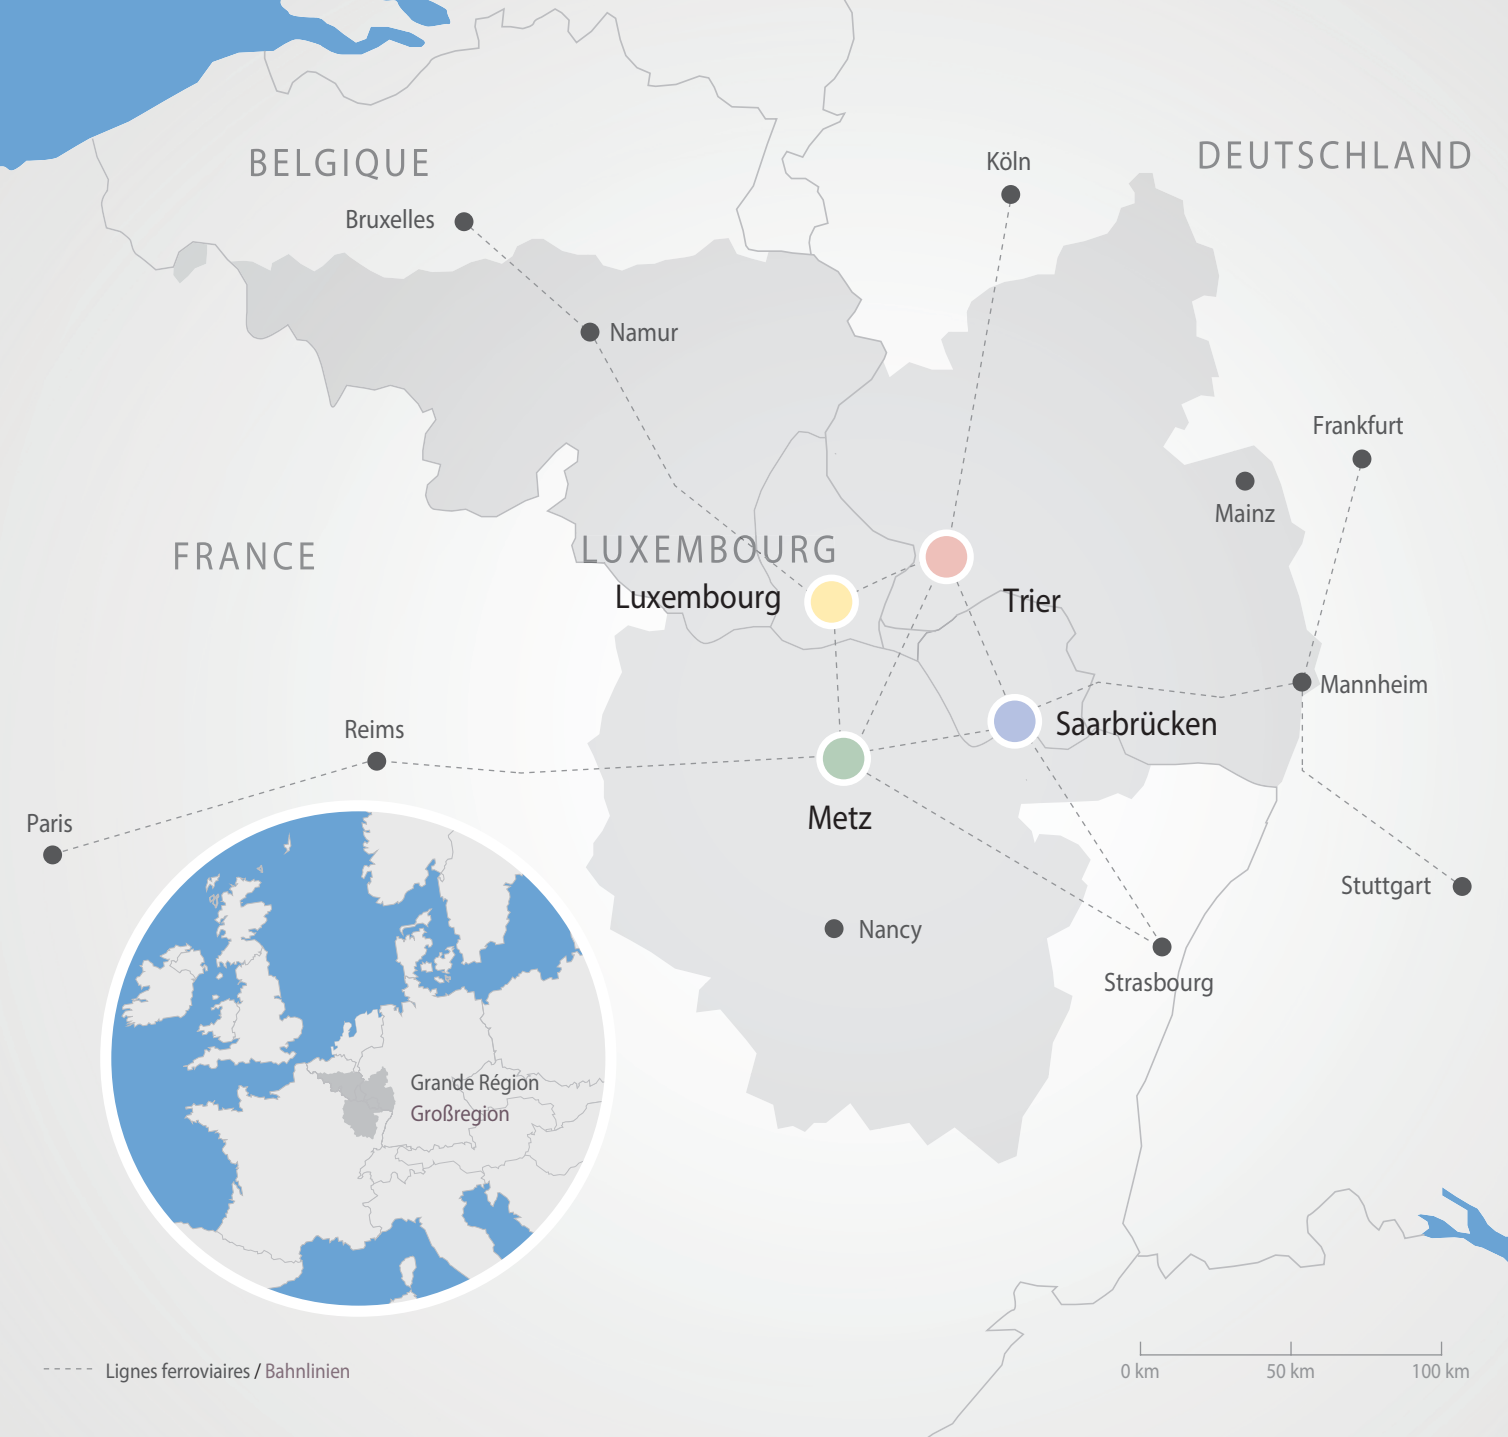 BELGIQUE
DEUTSCHLAND
Köln
Bruxelles
Namur
Frankfurt
Mainz
FRANCE
LUXEMBOURG
Luxembourg
Trier
Mannheim
Saarbrücken
Reims
Metz
Paris
Stuttgart
Nancy
Strasbourg
Grande Région
Großregion
Lignes ferroviaires / Bahnlinien
0 km 50 km 100 km